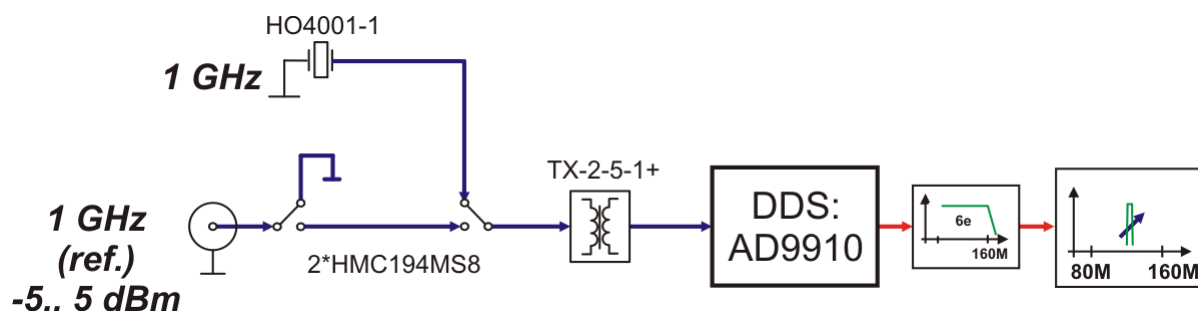 HO4001-1
1 GHz
1 GHz
(ref.)
-5,. 5 dBm
2*HMC194MS8
TX-2-5-1+
DDS:
AD9910
6e
160M
80M
160M